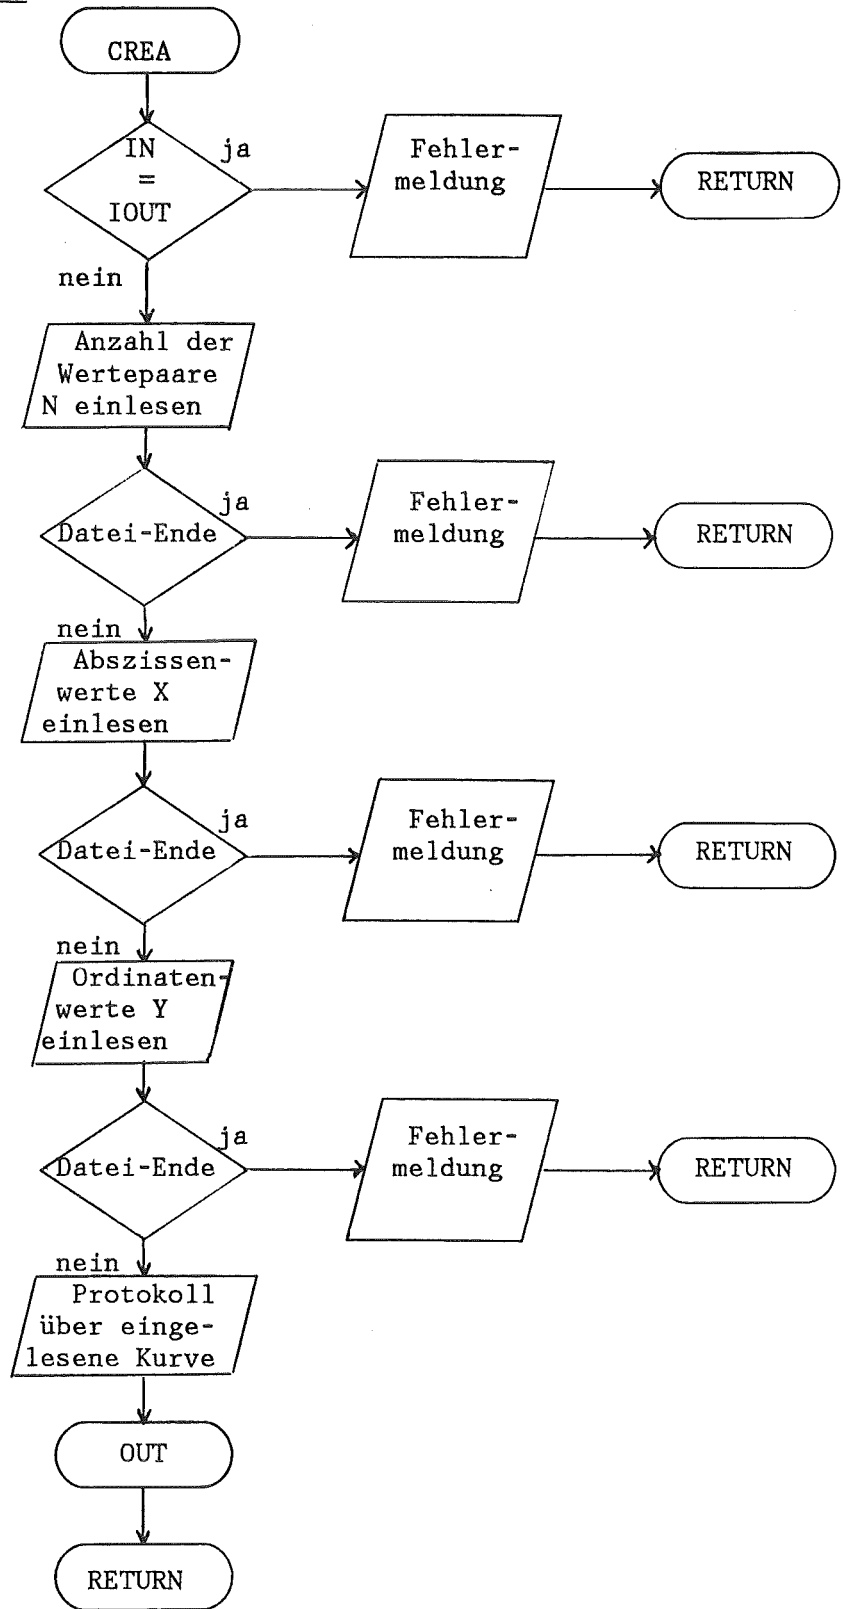 CREA
IN
=
IOUT
ja
Fehler-
meldung
RETURN
nein
Anzahl der
Wertepaare
N einlesen
Datei-Ende
ja
Fehler-
meldung
RETURN
nein
Abszissen-
werte X
einlesen
Datei-Ende
ja
Fehler-
meldung
RETURN
nein
Ordinaten-
werte Y
einlesen
Datei-Ende
ja
Fehler-
meldung
RETURN
nein
Protokoll
über einge-
lesene Kurve
OUT
RETURN